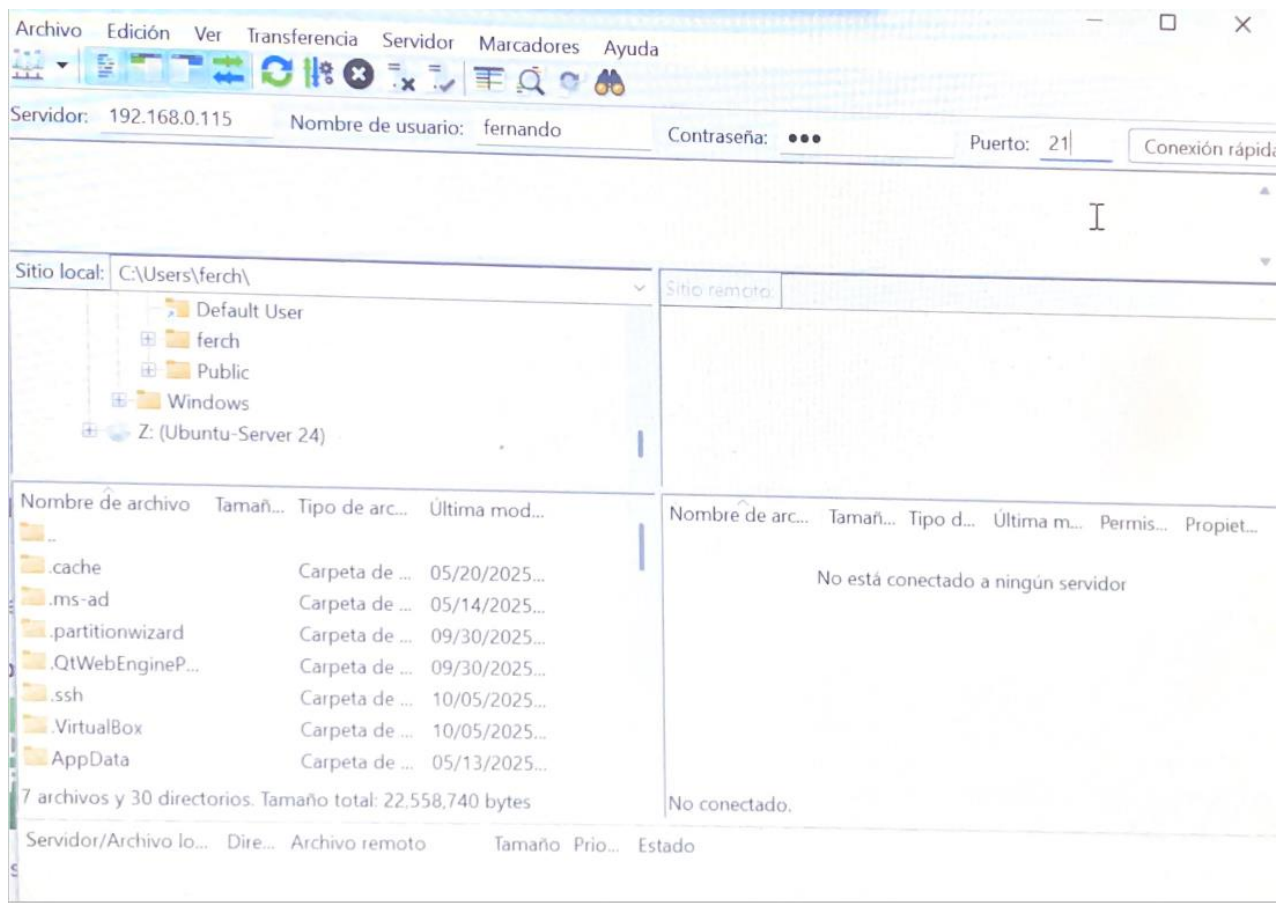 Archivo Edición Ver Transferencia Servidor Marcadores Ayuda
Servidor: 192.168.0.115 Nombre de usuario: fernando Contraseña: ●●● Puerto: 21 Conexión rápida
Sitio local: C:\Users\ferch\ Sitio remoto:
Default User
ferch
Public
Windows
Z: (Ubuntu-Server 24)
Nombre de archivo Tamañ... Tipo de arc... Última mod...
..
.cache Carpeta de ... 05/20/2025...
.ms-ad Carpeta de ... 05/14/2025...
.partitionwizard Carpeta de ... 09/30/2025...
.QtWebEngineP... Carpeta de ... 09/30/2025...
.ssh Carpeta de ... 10/05/2025...
.VirtualBox Carpeta de ... 10/05/2025...
AppData Carpeta de ... 05/13/2025...
7 archivos y 30 directorios. Tamaño total: 22,558,740 bytes
Nombre de arc... Tamañ... Tipo d... Última m... Permis... Propiet...
No está conectado a ningún servidor
No conectado.
Servidor/Archivo lo... Dire... Archivo remoto Tamaño Prio... Estado